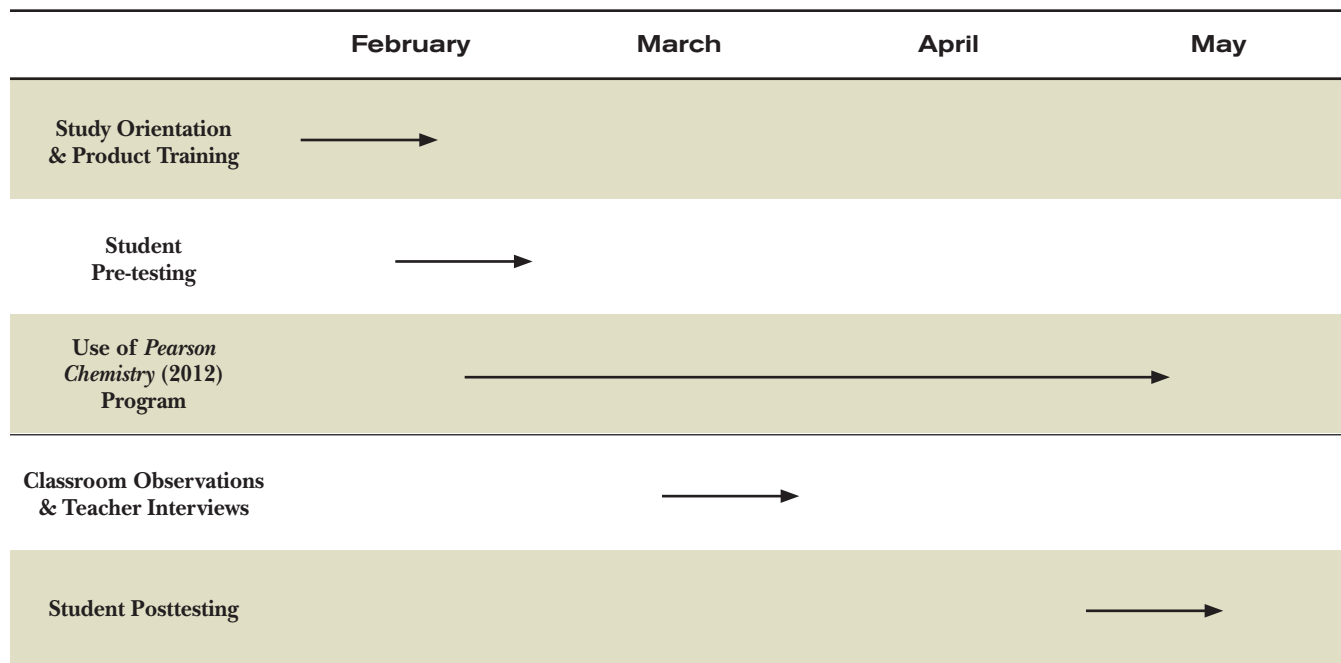 February March April May
Study Orientation
& Product Training
Student
Pre-testing
Use of Pearson
Chemistry (2012)
Program
Classroom Observations
& Teacher Interviews
Student Posttesting